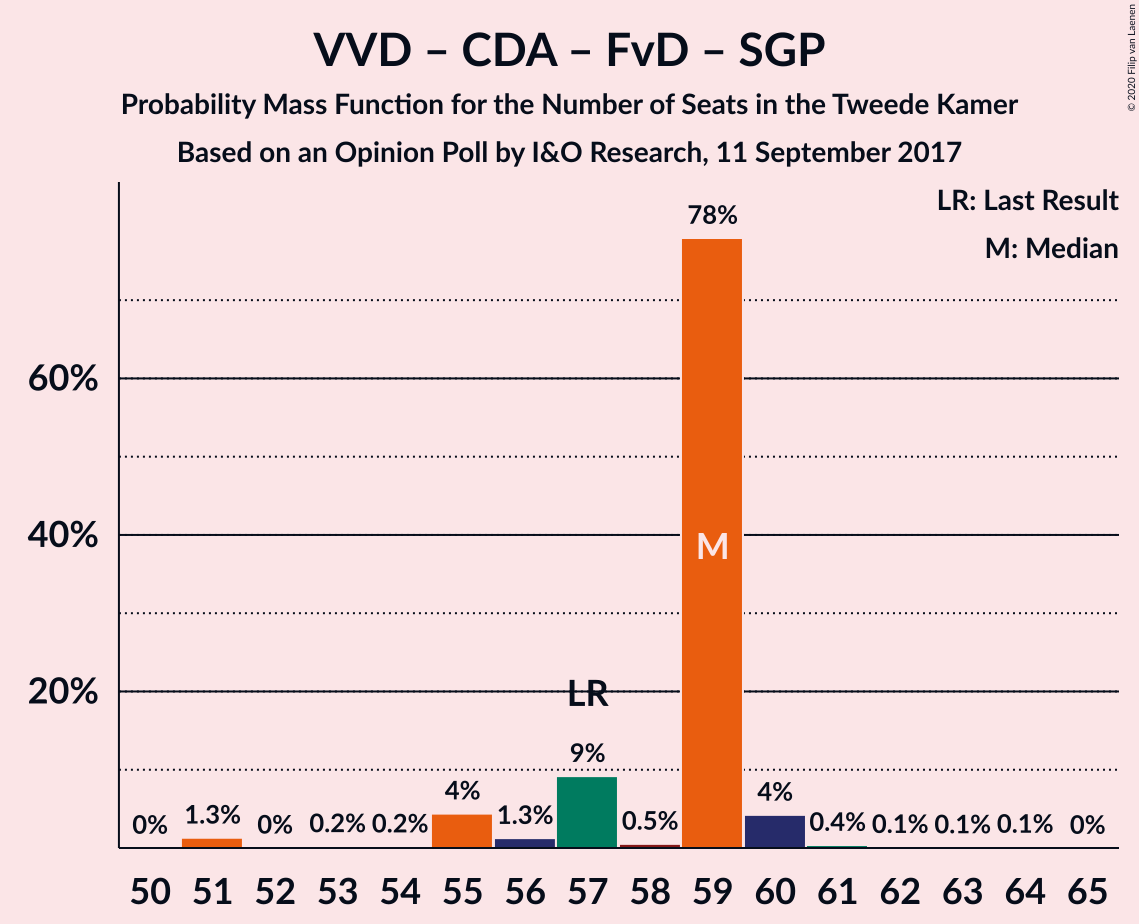 VVD – CDA – FvD – SGP
Probability Mass Function for the Number of Seats in the Tweede Kamer
Based on an Opinion Poll by I&O Research, 11 September 2017
© 2020 Filip van Laenen
LR: Last Result
M: Median
60%
40%
20%
0%
1.3%
0%
0.2%
0.2%
4%
1.3%
9%
0.5%
78%
4%
0.4%
0.1%
0.1%
0.1%
0%
LR
M
50 51 52 53 54 55 56 57 58 59 60 61 62 63 64 65